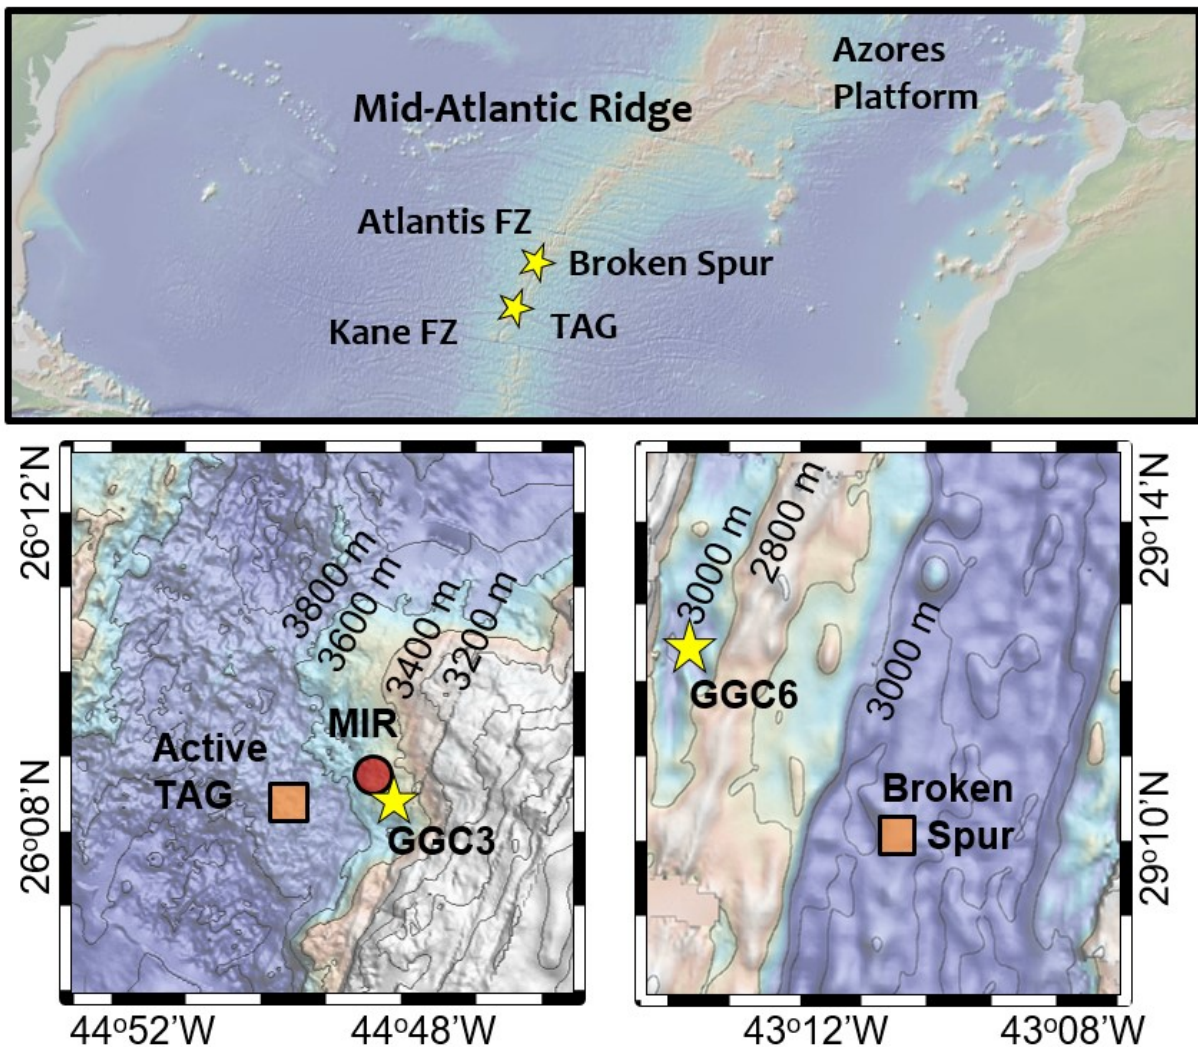 Azores
Platform
Mid-Atlantic Ridge
Atlantis FZ
Broken Spur
TAG
Kane FZ
26°12'N
3800 m
3600 m
3400 m
3200 m
MIR
Active
TAG
GGC3
26°08'N
44°52'W
44°48'W
3000 m
2800 m
29°14'N
3000 m
GGC6
Broken
Spur
29°10'N
43°12'W
43°08'W